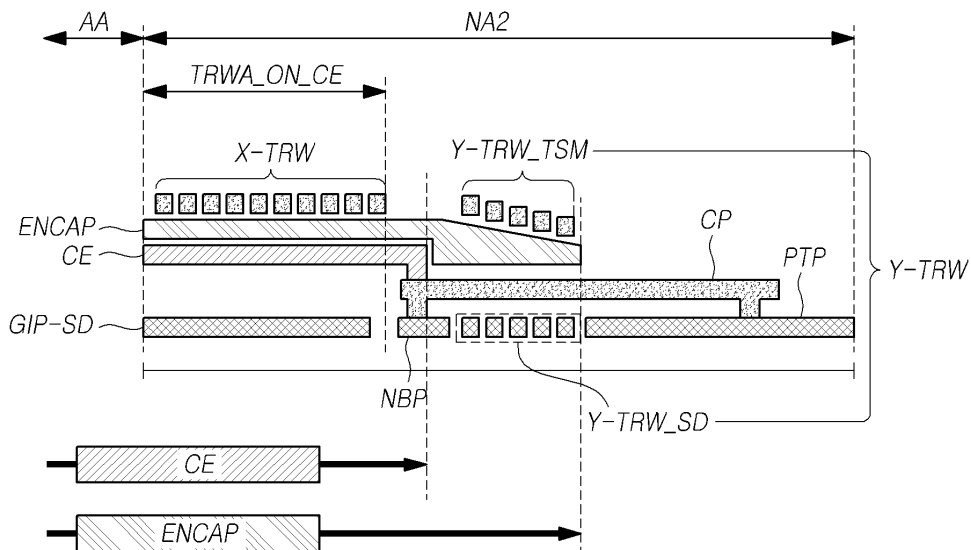 AA
NA2
TRWA_ON_CE
X-TRW
Y-TRW_TSM
ENCAP
CE
CP
PTP
Y-TRW
GIP-SD
NBP
Y-TRW_SD
CE
ENCAP